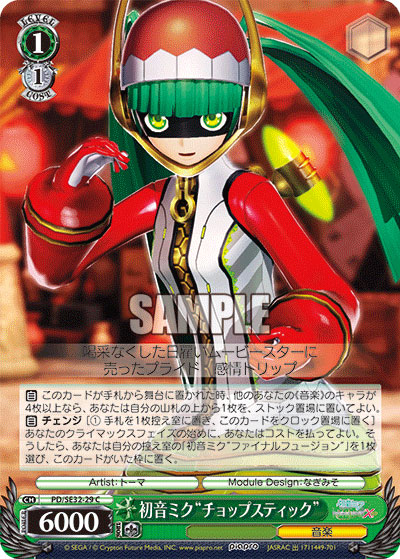 LEVEL
1
1
COST
SAMPLE
喝采なくした日雇いムービースターに
売ったプライド 感情トリップ
このカードが手札から舞台に置かれた時、他のあなたの《音楽》のキャラが
4枚以上なら、あなたは自分の山札の上から1枚を、ストック置場に置いてよい。
チェンジ [① 手札を1枚控え室に置き、このカードをクロック置場に置く]
あなたのクライマックスフェイズの始めに、あなたはコストを払ってよい。そ
うしたら、あなたは自分の控え室の「初音ミク“ファイナルフュージョン”」を1枚
選び、このカードがいた枠に置く。
Artist:トーマ
Module Design:なぎみそ
CH PD/SE32-29 C
6000 POWER
初音ミク“チョップスティック”
音楽
© SEGA / © Crypton Future Media, INC. www.piapro.net piapro JASRAC 出 1711449-701